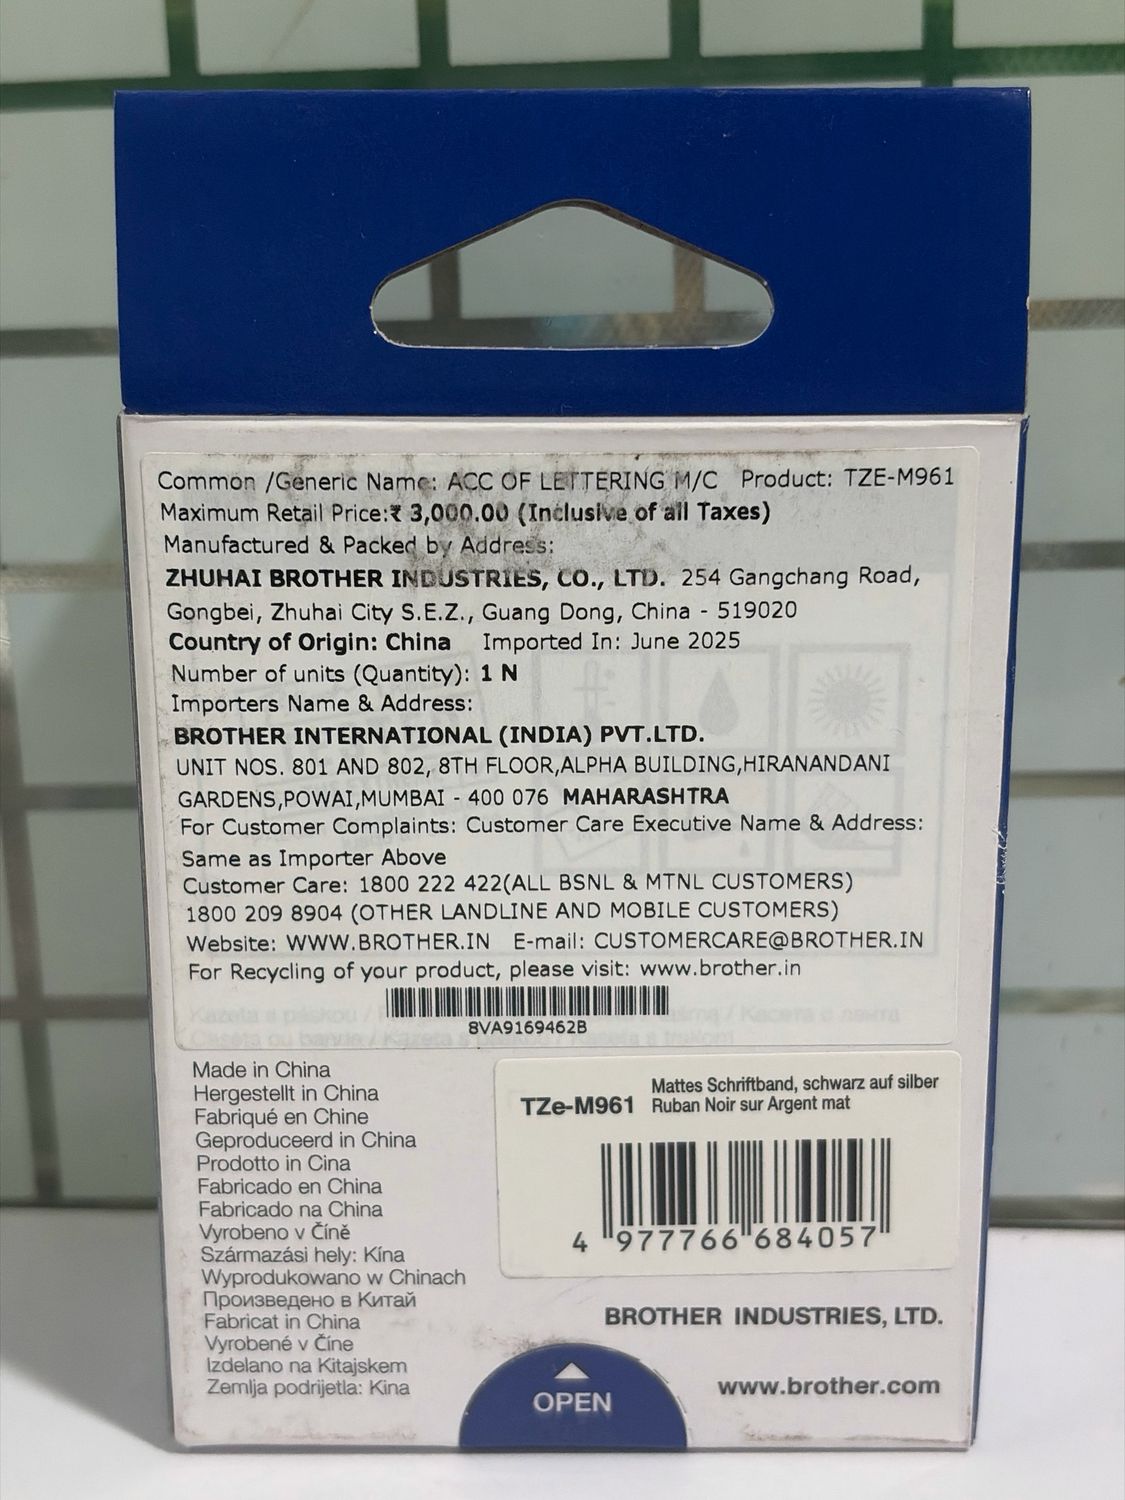 Common /Generic Name: ACC OF LETTERING M/C Product: TZE-M961
Maximum Retail Price:₹ 3,000.00 (Inclusive of all Taxes)
Manufactured & Packed by Address:
ZHUHAI BROTHER INDUSTRIES, CO., LTD. 254 Gangchang Road,
Gongbei, Zhuhai City S.E.Z., Guang Dong, China - 519020
Country of Origin: China Imported In: June 2025
Number of units (Quantity): 1 N
Importers Name & Address:
BROTHER INTERNATIONAL (INDIA) PVT.LTD.
UNIT NOS. 801 AND 802, 8TH FLOOR,ALPHA BUILDING,HIRANANDANI
GARDENS,POWAI,MUMBAI - 400 076 MAHARASHTRA
For Customer Complaints: Customer Care Executive Name & Address:
Same as Importer Above
Customer Care: 1800 222 422(ALL BSNL & MTNL CUSTOMERS)
1800 209 8904 (OTHER LANDLINE AND MOBILE CUSTOMERS)
Website: WWW.BROTHER.IN E-mail: CUSTOMERCARE@BROTHER.IN
For Recycling of your product, please visit: www.brother.in
8VA9169462B
Made in China
Hergestellt in China
Fabriqué en Chine
Geproduceerd in China
Prodotto in Cina
Fabricado en China
Fabricado na China
Vyrobeno v Číně
Származási hely: Kína
Wyprodukowano w Chinach
Произведено в Китай
Fabricat in China
Vyrobené v Číne
Izdelano na Kitajskem
Zemlja podrijetla: Kina
TZe-M961
Mattes Schriftband, schwarz auf silber
Ruban Noir sur Argent mat
4 977766 684057
BROTHER INDUSTRIES, LTD.
www.brother.com
OPEN